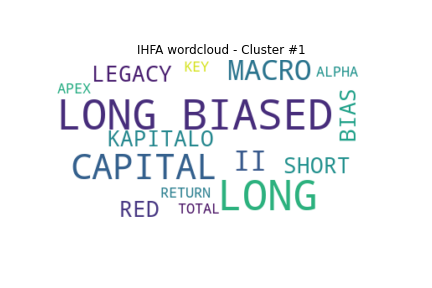 IHFA wordcloud - Cluster #1
LEGACY KEY MACRO ALPHA
APEX
LONG BIASED BIAS
KAPITALO
CAPITAL II SHORT
RETURN LONG
RED TOTAL